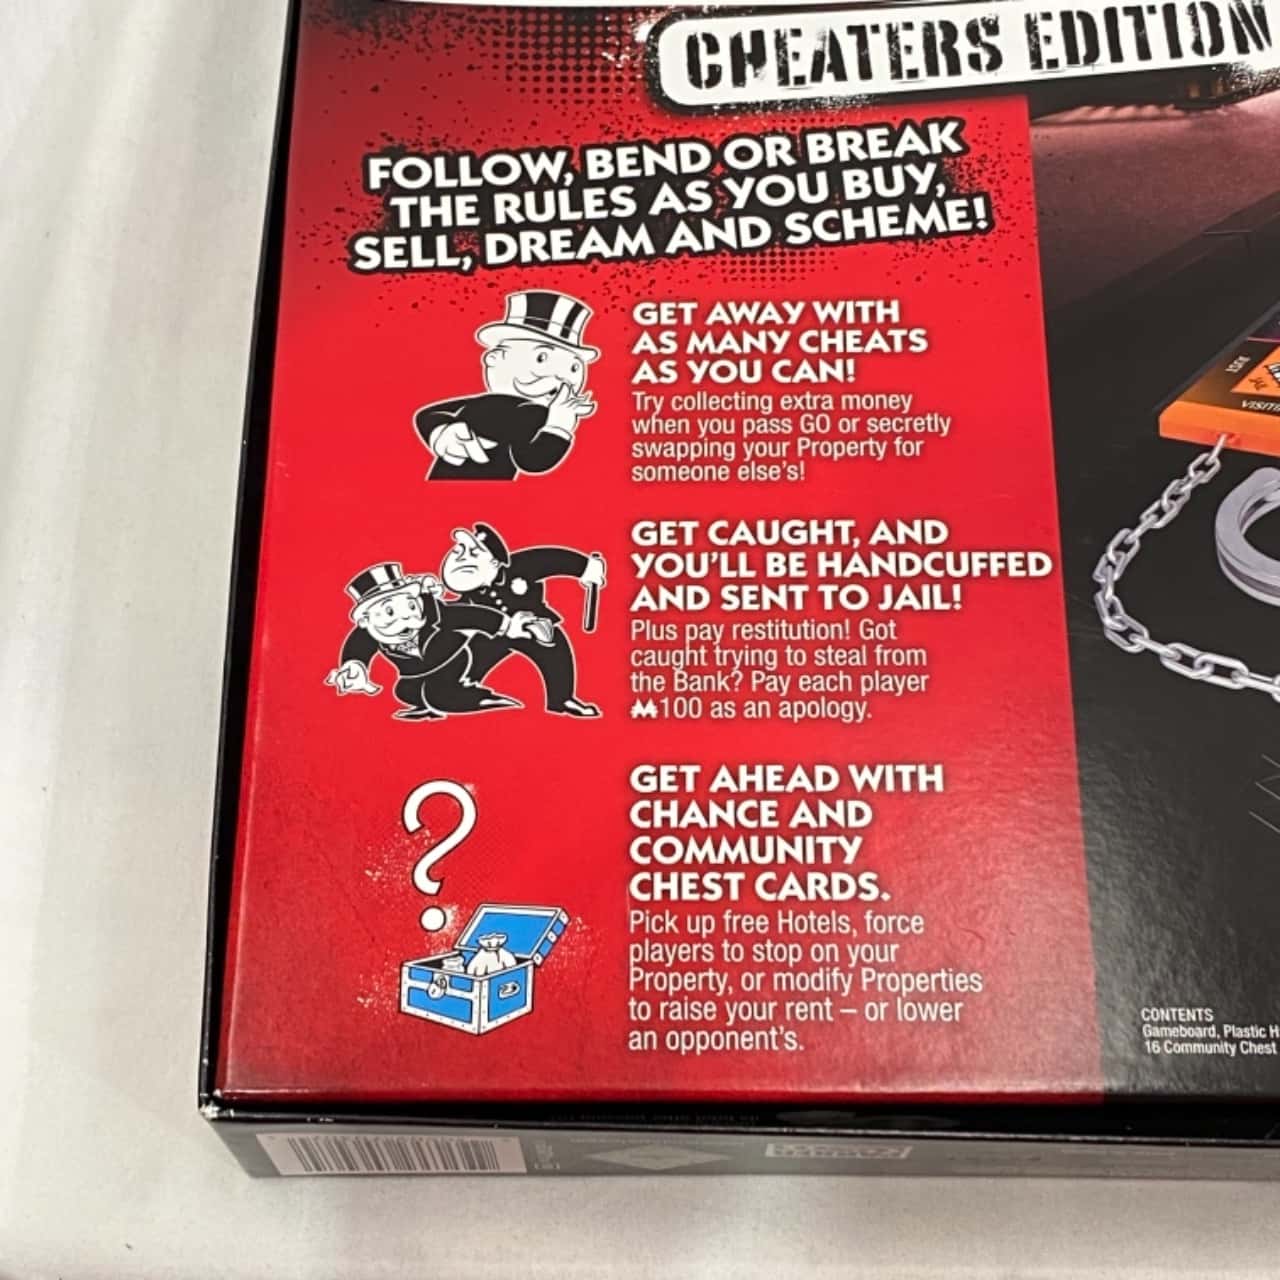 CHEATERS EDITION
FOLLOW, BEND OR BREAK
THE RULES AS YOU BUY,
SELL, DREAM AND SCHEME!
GET AWAY WITH
AS MANY CHEATS
AS YOU CAN!
Try collecting extra money
when you pass GO or secretly
swapping your Property for
someone else's!
GET CAUGHT, AND
YOU'LL BE HANDCUFFED
AND SENT TO JAIL!
Plus pay restitution! Got
caught trying to steal from
the Bank? Pay each player
M100 as an apology.
?
GET AHEAD WITH
CHANCE AND
COMMUNITY
CHEST CARDS.
Pick up free Hotels, force
players to stop on your
Property, or modify Properties
to raise your rent – or lower
an opponent's.
JUST
CONTENTS
Gameboard, Plastic
16 Community Chest